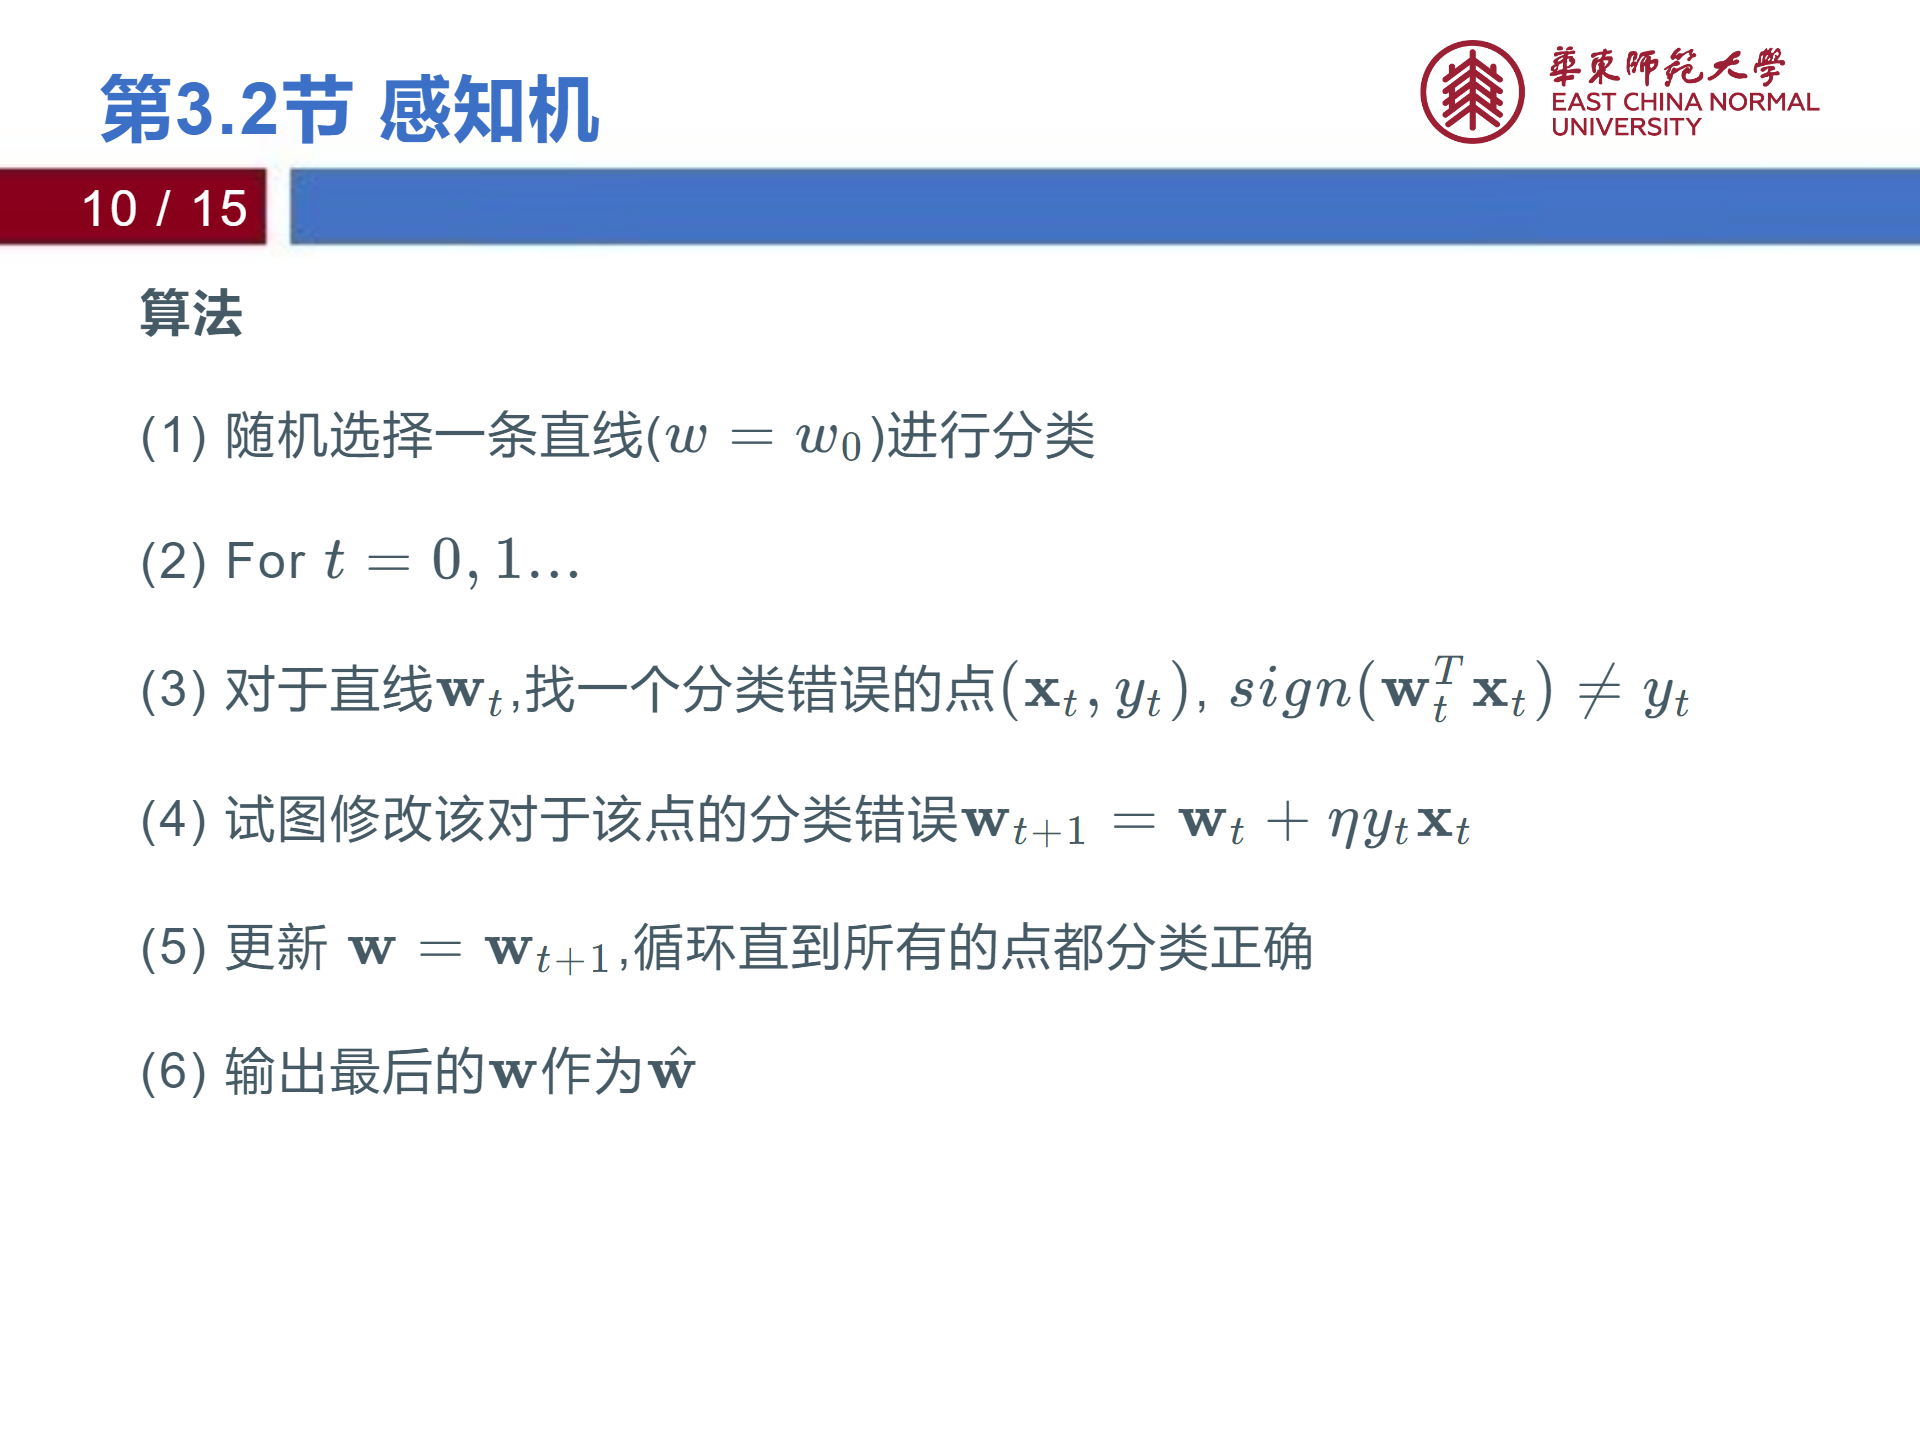 第3.2节 感知机
華東師範大學
EAST CHINA NORMAL
UNIVERSITY
10 / 15
算法
(1) 随机选择一条直线(w = w₀)进行分类
(2) For t = 0, 1...
(3) 对于直线𝐰ₜ,找一个分类错误的点(𝐱ₜ, yₜ), sign(𝐰ₜᵀ𝐱ₜ) ≠ yₜ
(4) 试图修改该对于该点的分类错误𝐰ₜ₊₁ = 𝐰ₜ + ηyₜ𝐱ₜ
(5) 更新 𝐰 = 𝐰ₜ₊₁,循环直到所有的点都分类正确
(6) 输出最后的𝐰作为𝐰̂